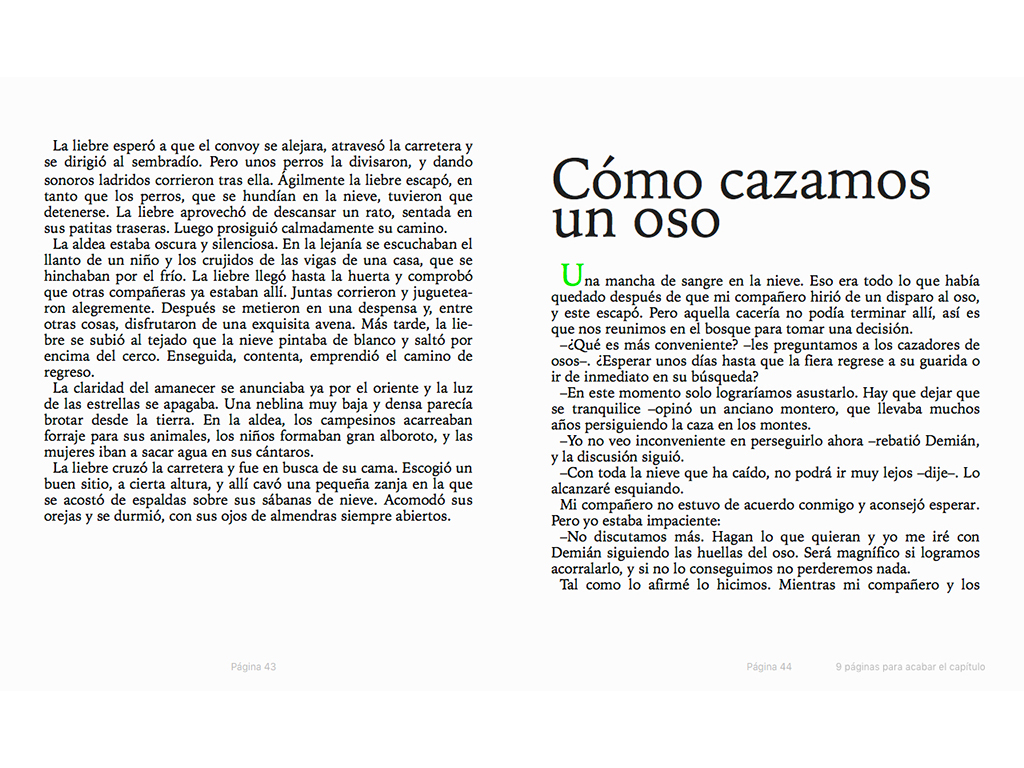 La liebre esperó a que el convoy se alejara, atravesó la carretera y
se dirigió al sembradío. Pero unos perros la divisaron, y dando
sonoros ladridos corrieron tras ella. Ágilmente la liebre escapó, en
tanto que los perros, que se hundían en la nieve, tuvieron que
detenerse. La liebre aprovechó de descansar un rato, sentada en
sus patitas traseras. Luego prosiguió calmadamente su camino.
La aldea estaba oscura y silenciosa. En la lejanía se escuchaban el
llanto de un niño y los crujidos de las vigas de una casa, que se
hinchaban por el frío. La liebre llegó hasta la huerta y comprobó
que otras compañeras ya estaban allí. Juntas corrieron y juguetea-
ron alegremente. Después se metieron en una despensa y, entre
otras cosas, disfrutaron de una exquisita avena. Más tarde, la lie-
bre se subió al tejado que la nieve pintaba de blanco y saltó por
encima del cerco. Enseguida, contenta, emprendió el camino de
regreso.
La claridad del amanecer se anunciaba ya por el oriente y la luz
de las estrellas se apagaba. Una neblina muy baja y densa parecía
brotar desde la tierra. En la aldea, los campesinos acarreaban
forraje para sus animales, los niños formaban gran alboroto, y las
mujeres iban a sacar agua en sus cántaros.
La liebre cruzó la carretera y fue en busca de su cama. Escogió un
buen sitio, a cierta altura, y allí cavó una pequeña zanja en la que
se acostó de espaldas sobre sus sábanas de nieve. Acomodó sus
orejas y se durmió, con sus ojos de almendras siempre abiertos.
Página 43
Cómo cazamos
un oso
Una mancha de sangre en la nieve. Eso era todo lo que había
quedado después de que mi compañero hirió de un disparo al oso,
y este escapó. Pero aquella cacería no podía terminar allí, así es
que nos reunimos en el bosque para tomar una decisión.
–¿Qué es más conveniente? –les preguntamos a los cazadores de
osos–. ¿Esperar unos días hasta que la fiera regrese a su guarida o
ir de inmediato en su búsqueda?
–En este momento solo lograríamos asustarlo. Hay que dejar que
se tranquilice –opinó un anciano montero, que llevaba muchos
años persiguiendo la caza en los montes.
–Yo no veo inconveniente en perseguirlo ahora –rebatió Demián,
y la discusión siguió.
–Con toda la nieve que ha caído, no podrá ir muy lejos –dije–. Lo
alcanzaré esquiando.
Mi compañero no estuvo de acuerdo conmigo y aconsejó esperar.
Pero yo estaba impaciente:
–No discutamos más. Hagan lo que quieran y yo me iré con
Demián siguiendo las huellas del oso. Será magnífico si logramos
acorralarlo, y si no lo conseguimos no perderemos nada.
Tal como lo afirmé lo hicimos. Mientras mi compañero y los
Página 44
9 páginas para acabar el capítulo